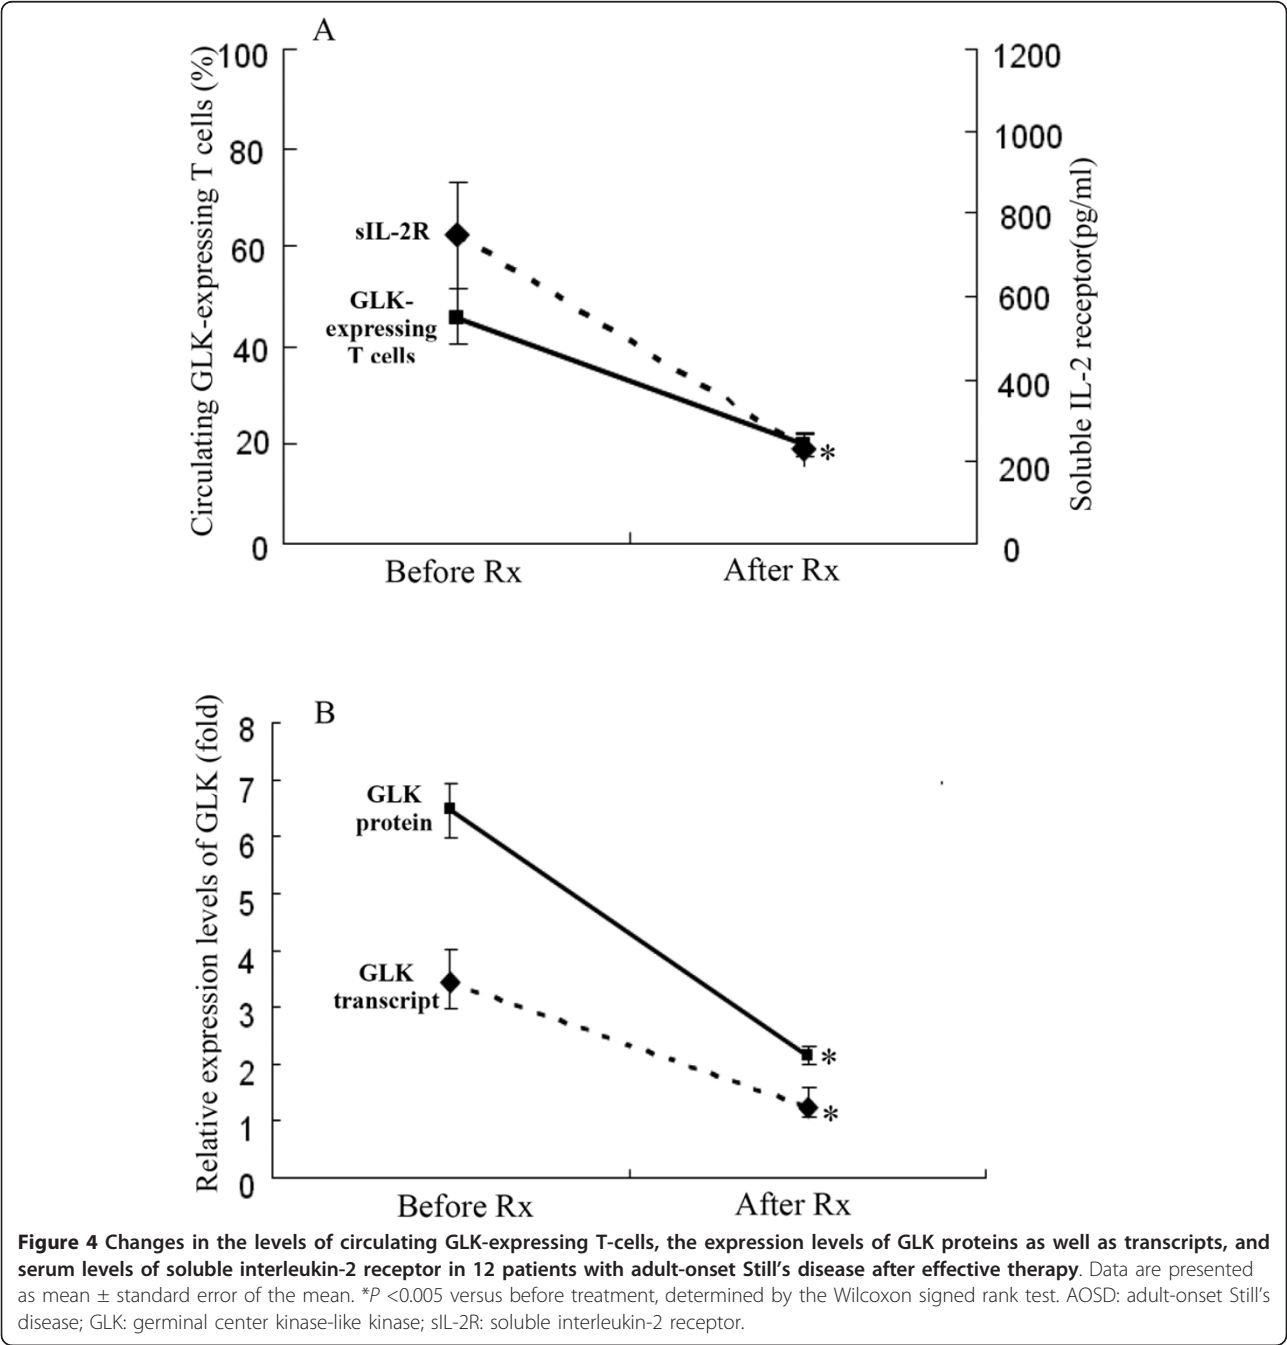 A
Circulating GLK-expressing T cells (%)
100
80
60
40
20
0
sIL-2R
GLK-
expressing
T cells
*
1200
1000
800
600
400
200
0
Soluble IL-2 receptor(pg/ml)
Before Rx
After Rx
B
Relative expression levels of GLK (fold)
8
7
6
5
4
3
2
1
0
GLK
protein
GLK
transcript
*
*
Before Rx
After Rx
Figure 4 Changes in the levels of circulating GLK-expressing T-cells, the expression levels of GLK proteins as well as transcripts, and
serum levels of soluble interleukin-2 receptor in 12 patients with adult-onset Still's disease after effective therapy. Data are presented
as mean ± standard error of the mean. *P <0.005 versus before treatment, determined by the Wilcoxon signed rank test. AOSD: adult-onset Still's
disease; GLK: germinal center kinase-like kinase; sIL-2R: soluble interleukin-2 receptor.